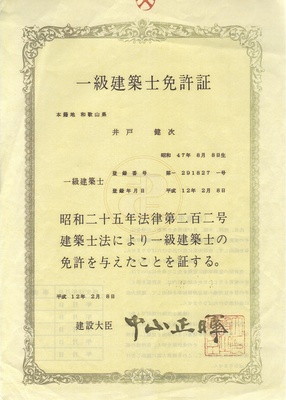 一級建築士免許証
本籍地 和歌山県
井戸 健次
昭和 47年 8月 8日生
一級建築士
登録番号 第一 291827 一号
登録年月日 平成 12年 2月 8日
昭和二十五年法律第二百二号
建築士法により一級建築士の
免許を与えたことを証する。
平成 12年 2月 8日
建設大臣 中山正暉